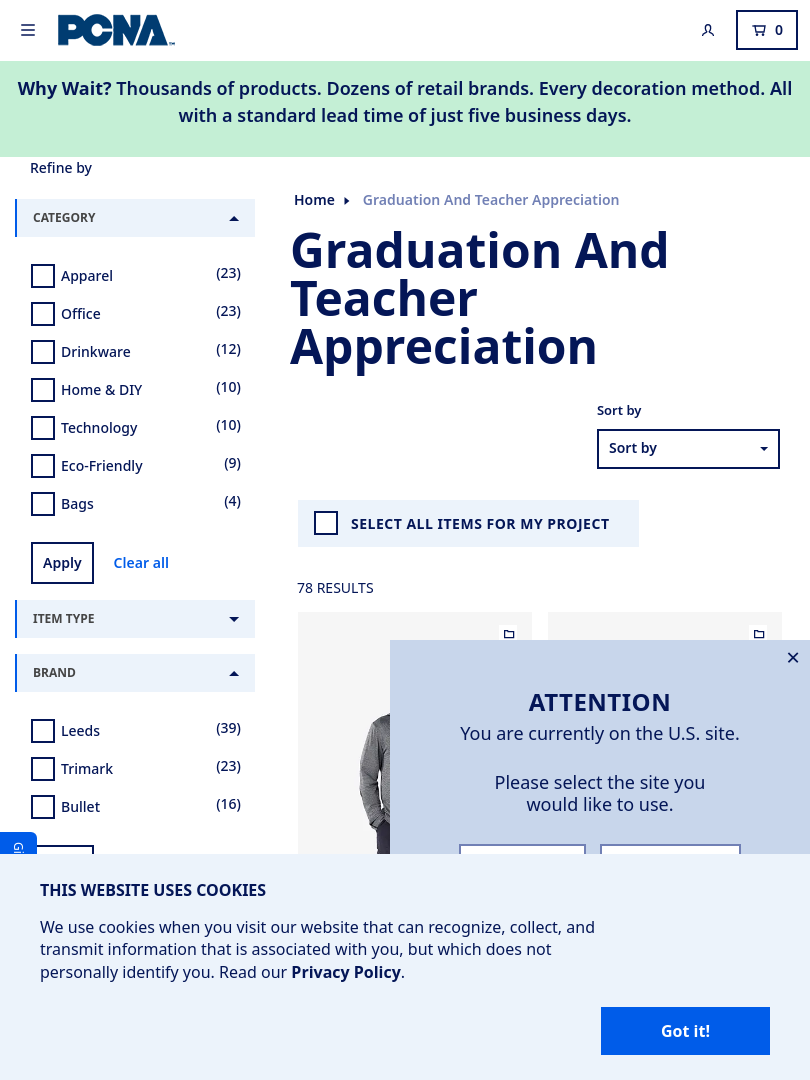 PCNA
0
Why Wait? Thousands of products. Dozens of retail brands. Every decoration method. All
with a standard lead time of just five business days.
Refine by
CATEGORY
Apparel (23)
Office (23)
Drinkware (12)
Home & DIY (10)
Technology (10)
Eco-Friendly (9)
Bags (4)
Apply Clear all
ITEM TYPE
BRAND
Leeds (39)
Trimark (23)
Bullet (16)
Home Graduation And Teacher Appreciation
Graduation And
Teacher
Appreciation
Sort by
Sort by
SELECT ALL ITEMS FOR MY PROJECT
78 RESULTS
ATTENTION
You are currently on the U.S. site.
Please select the site you
would like to use.
THIS WEBSITE USES COOKIES
We use cookies when you visit our website that can recognize, collect, and
transmit information that is associated with you, but which does not
personally identify you. Read our Privacy Policy.
Got it!